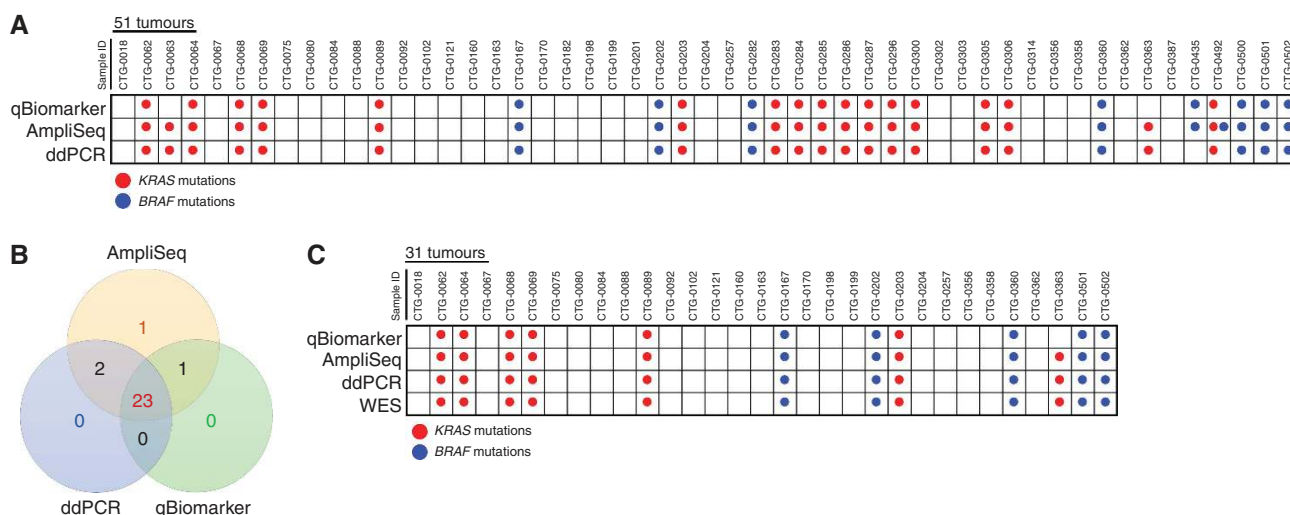 A
51 tumours
Sample ID
CTG-0018
CTG-0062
CTG-0063
CTG-0064
CTG-0067
CTG-0068
CTG-0069
CTG-0075
CTG-0080
CTG-0084
CTG-0088
CTG-0089
CTG-0092
CTG-0102
CTG-0121
CTG-0160
CTG-0163
CTG-0167
CTG-0170
CTG-0182
CTG-0198
CTG-0199
CTG-0201
CTG-0202
CTG-0282
CTG-0203
CTG-0204
CTG-0257
CTG-0283
CTG-0284
CTG-0285
CTG-0286
CTG-0287
CTG-0296
CTG-0300
CTG-0302
CTG-0303
CTG-0305
CTG-0306
CTG-0314
CTG-0356
CTG-0358
CTG-0360
CTG-0362
CTG-0363
CTG-0387
CTG-0435
CTG-0492
CTG-0500
CTG-0501
CTG-0502
qBiomarker
AmpliSeq
ddPCR
KRAS mutations
BRAF mutations
B
AmpliSeq
1
2
1
23
0
0
0
ddPCR
qBiomarker
C
31 tumours
Sample ID
CTG-0018
CTG-0062
CTG-0064
CTG-0067
CTG-0068
CTG-0069
CTG-0075
CTG-0080
CTG-0084
CTG-0088
CTG-0089
CTG-0092
CTG-0102
CTG-0121
CTG-0160
CTG-0163
CTG-0167
CTG-0170
CTG-0198
CTG-0199
CTG-0202
CTG-0203
CTG-0204
CTG-0257
CTG-0356
CTG-0358
CTG-0360
CTG-0362
CTG-0363
CTG-0501
CTG-0502
qBiomarker
AmpliSeq
ddPCR
WES
KRAS mutations
BRAF mutations